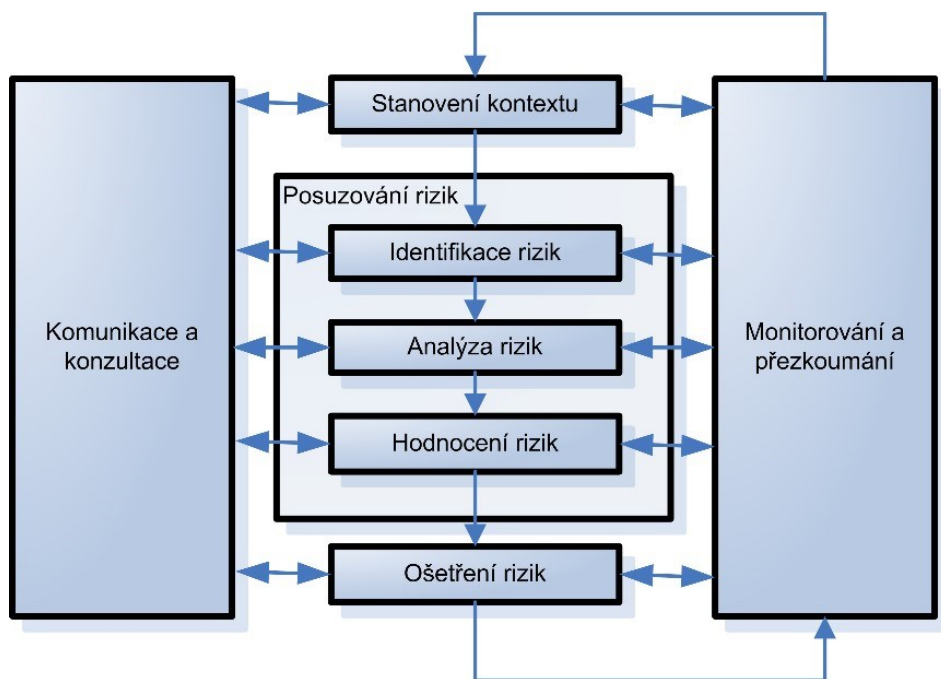 Stanovení kontextu
Posuzování rizik
Identifikace rizik
Komunikace a
konzultace
Analýza rizik
Monitorování a
přezkoumání
Hodnocení rizik
Ošetření rizik